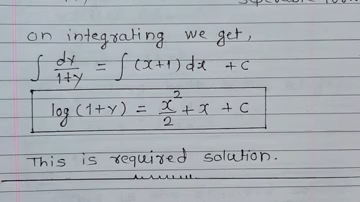 on integrating we get,
∫ dy/1+y = ∫ (x+1) dx + c
log (1+y) = x²/2 + x + c
This is required solution.